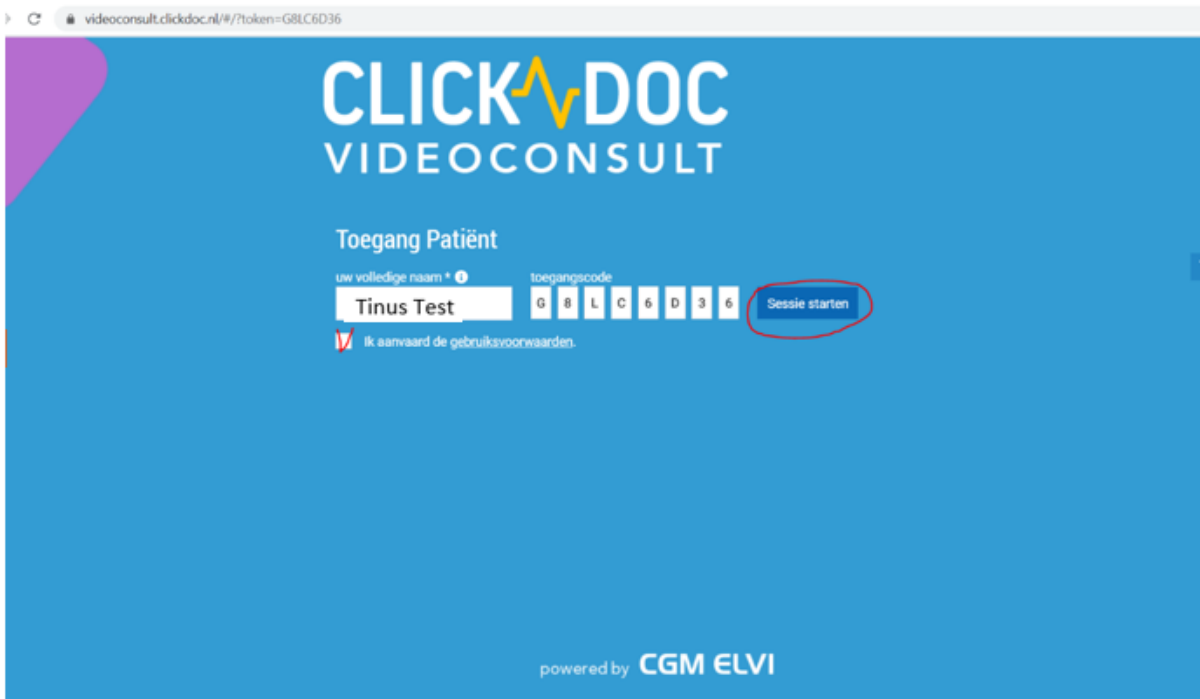 videoconsult.clickdoc.nl/#/?token=G8LC6D36
CLICK DOC
VIDEOCONSULT
Toegang Patiënt
uw volledige naam * toegangscode
Tinus Test G 8 L C 6 D 3 6 Sessie starten
Ik aanvaard de gebruiksvoorwaarden.
powered by CGM ELVI